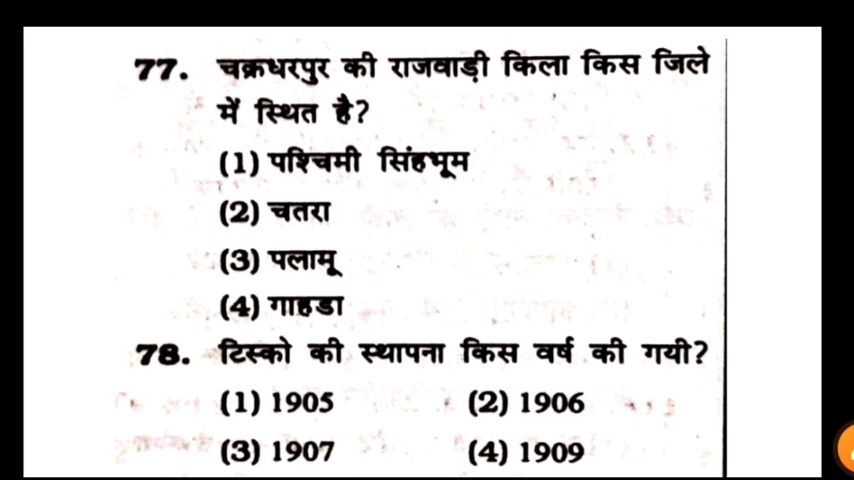 77. चक्रधरपुर की राजवाड़ी किला किस जिले
में स्थित है?
(1) पश्चिमी सिंहभूम
(2) चतरा
(3) पलामू
(4) गाहडा
78. टिस्को की स्थापना किस वर्ष की गयी?
(1) 1905 (2) 1906
(3) 1907 (4) 1909